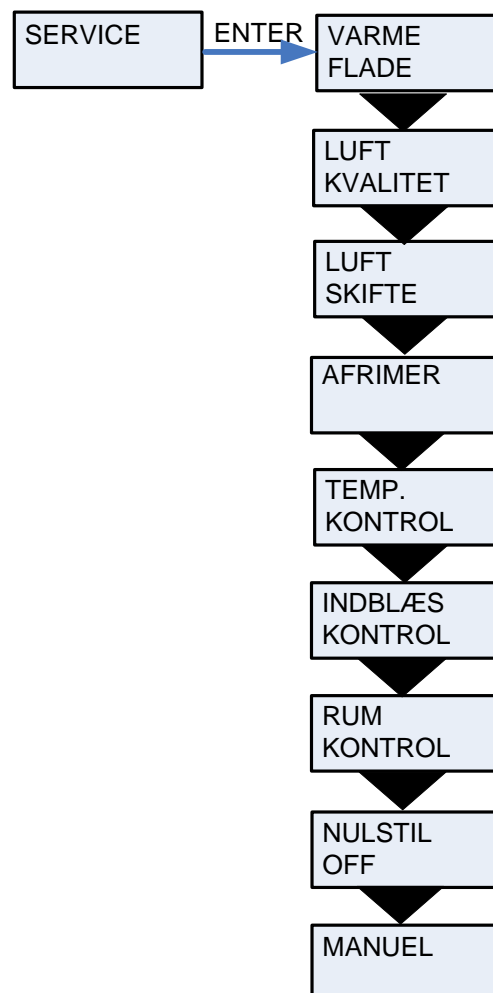 SERVICE
ENTER
VARME
FLADE
LUFT
KVALITET
LUFT
SKIFTE
AFRIMER
TEMP.
KONTROL
INDBLÆS
KONTROL
RUM
KONTROL
NULSTIL
OFF
MANUEL